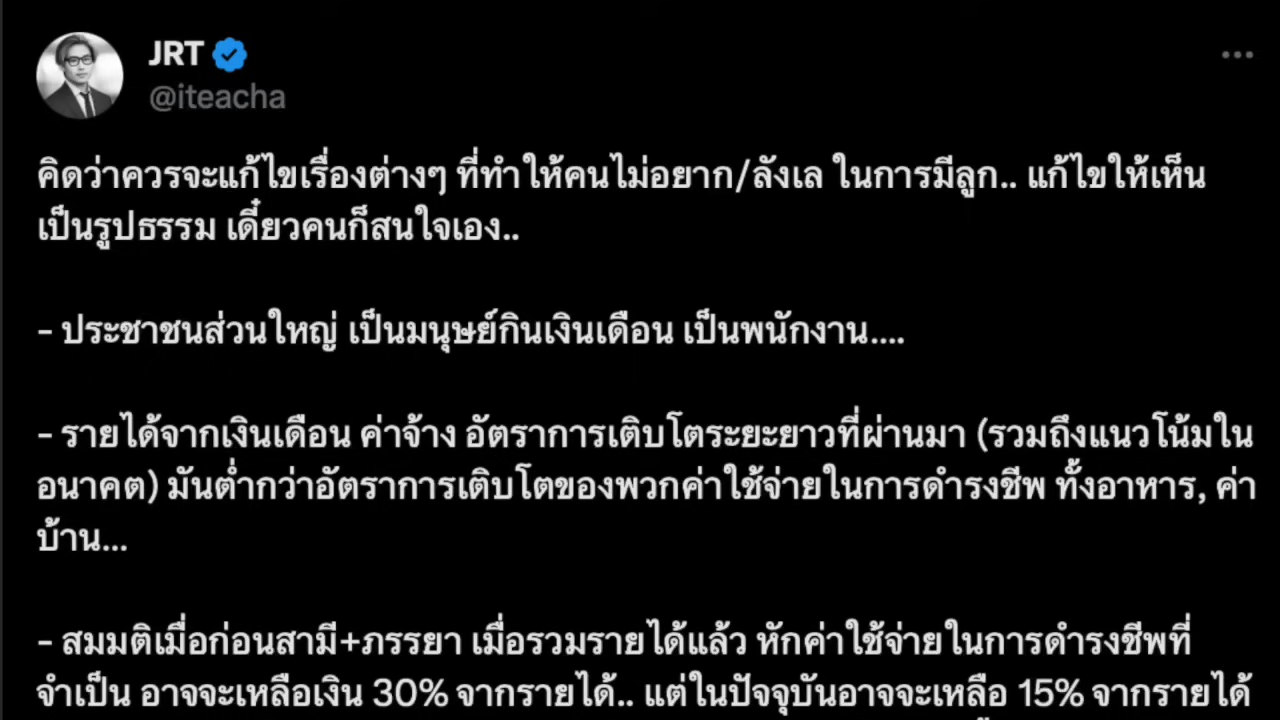 JRT
@iteacha
คิดว่าควรจะแก้ไขเรื่องต่างๆ ที่ทำให้คนไม่อยาก/ลังเล ในการมีลูก.. แก้ไขให้เห็น
เป็นรูปธรรม เดี๋ยวคนก็สนใจเอง..
- ประชาชนส่วนใหญ่ เป็นมนุษย์กินเงินเดือน เป็นพนักงาน....
- รายได้จากเงินเดือน ค่าจ้าง อัตราการเติบโตระยะยาวที่ผ่านมา (รวมถึงแนวโน้มใน
อนาคต) มันต่ำกว่าอัตราการเติบโตของพวกค่าใช้จ่ายในการดำรงชีพ ทั้งอาหาร, ค่า
บ้าน...
- สมมติเมื่อก่อนสามี+ภรรยา เมื่อรวมรายได้แล้ว หักค่าใช้จ่ายในการดำรงชีพที่
จำเป็น อาจจะเหลือเงิน 30% จากรายได้.. แต่ในปัจจุบันอาจจะเหลือ 15% จากรายได้